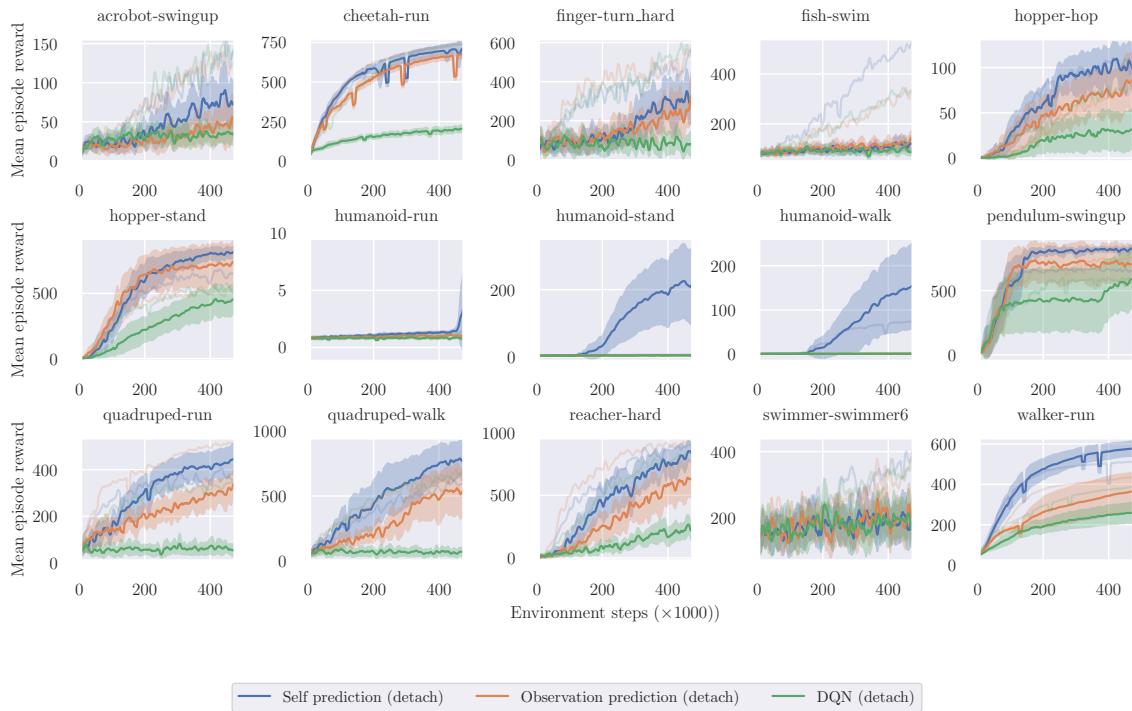 acrobot-swingup cheetah-run finger-turn_hard fish-swim hopper-hop
Mean episode reward
150 100 50 0
750 500 250 0
600 400 200 0
400 200
100 50 0
0 200 400 0 200 400 0 200 400 0 200 400 0 200 400
hopper-stand humanoid-run humanoid-stand humanoid-walk pendulum-swingup
Mean episode reward
500 0
10 5 0
200 0
200 100 0
500 0
0 200 400 0 200 400 0 200 400 0 200 400 0 200 400
quadruped-run quadruped-walk reacher-hard swimmer-swimmer6 walker-run
Mean episode reward
400 200 0
1000 500 0
1000 500 0
400 200
600 400 200 0
0 200 400 0 200 400 0 200 400 0 200 400 0 200 400
Environment steps (×1000))
Self prediction (detach) Observation prediction (detach) DQN (detach)